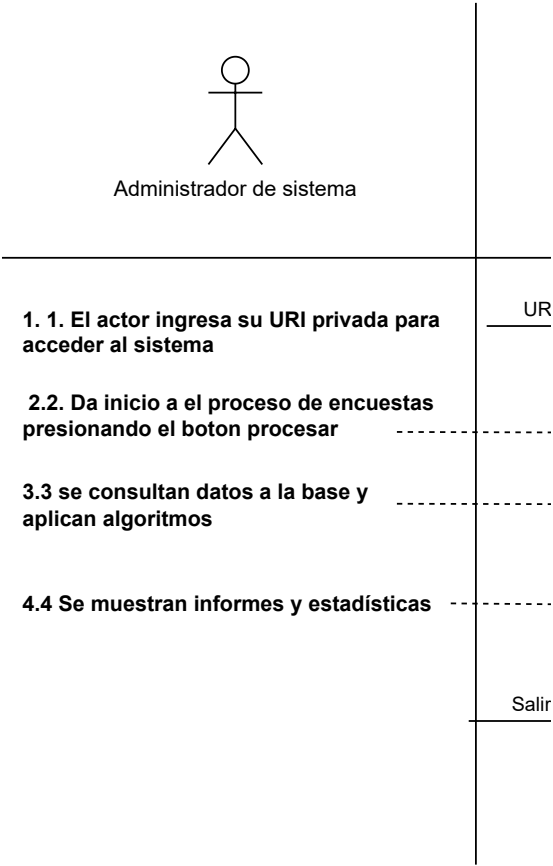 Administrador de sistema
UR
1. 1. El actor ingresa su URI privada para
acceder al sistema
2.2. Da inicio a el proceso de encuestas
presionando el boton procesar
3.3 se consultan datos a la base y
aplican algoritmos
4.4 Se muestran informes y estadísticas
Salir